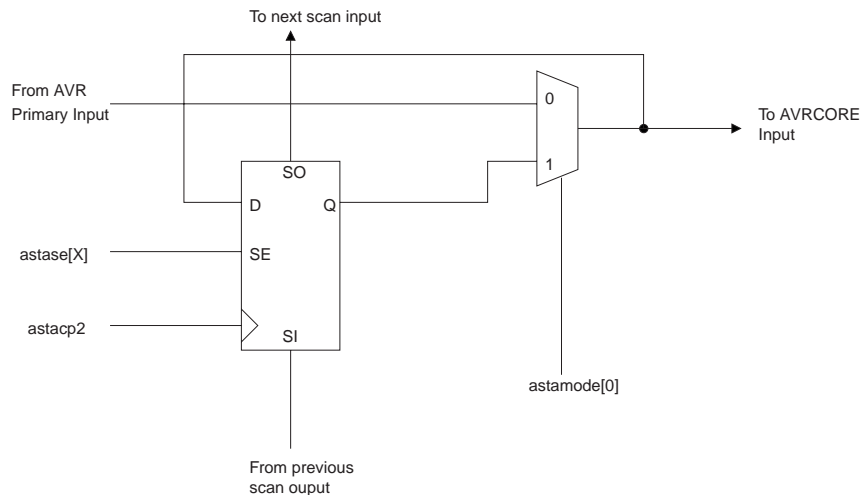 To next scan input
From AVR
Primary Input
0
To AVRCORE
Input
1
SO
D
Q
astase[X]
SE
astacp2
SI
astamode[0]
From previous
scan ouput